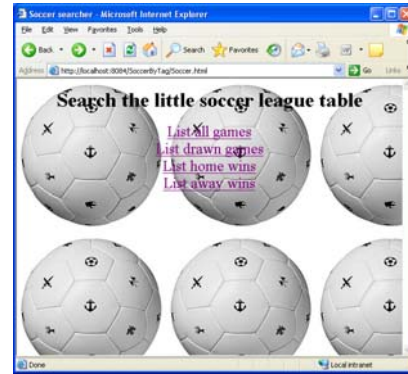 Soccer searcher - Microsoft Internet Explorer
File Edit View Favorites Tools Help
Back Search Favorites
Address http://localhost:8084/SoccerByTag/Soccer.html Go Links
Search the little soccer league table
List all games
List drawn games
List home wins
List away wins
Done Local intranet